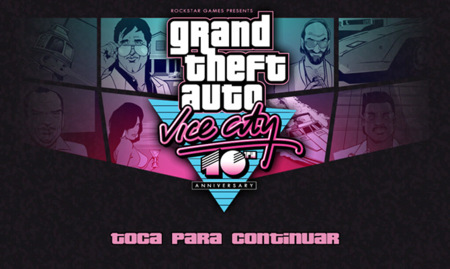 ROCKSTAR GAMES PRESENTS
grand
theft
auto
Vice City
10TH
ANNIVERSARY
TOCA PARA CONTINUAR